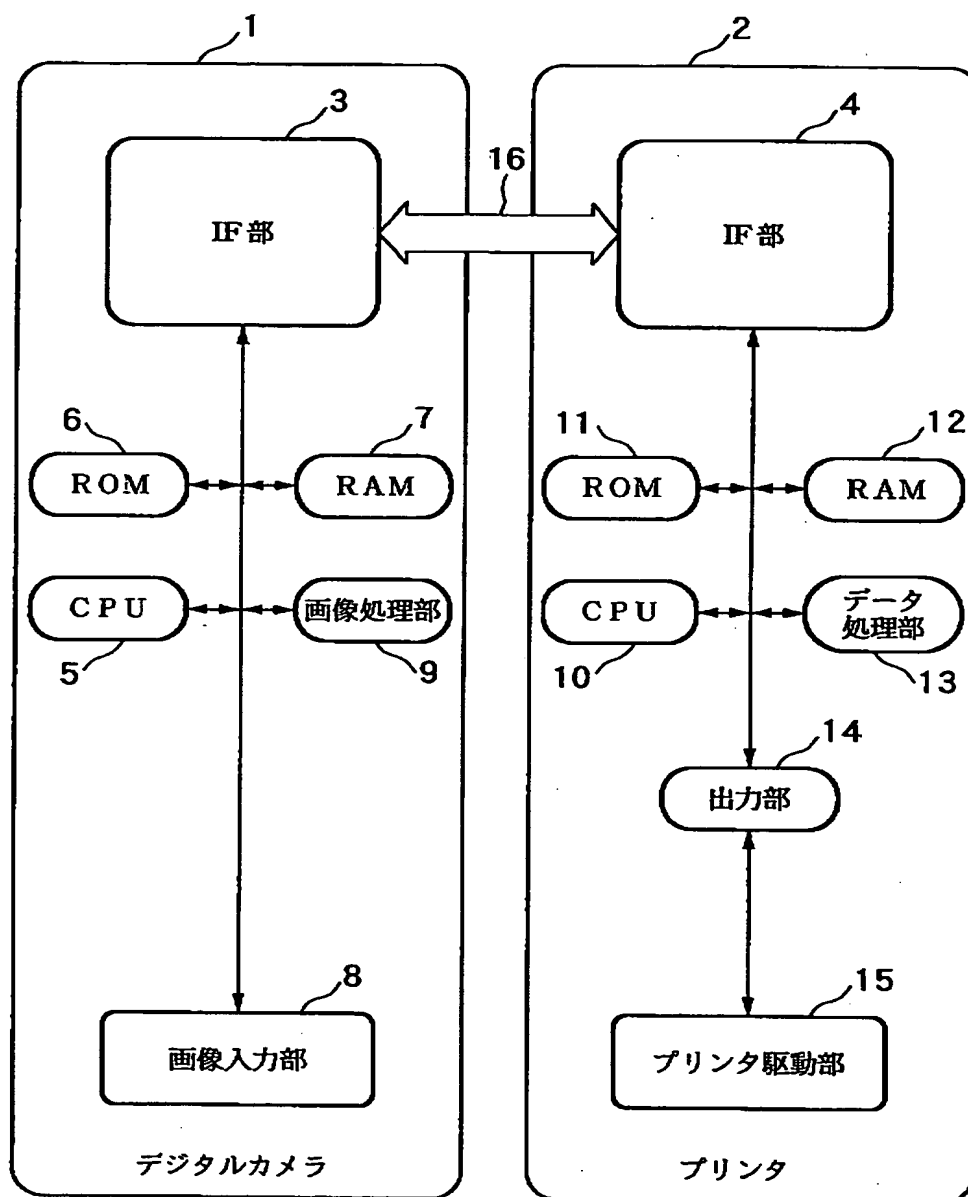 1
2
3
4
16
IF部
IF部
6
7
11
12
ROM
RAM
ROM
RAM
CPU
画像処理部
CPU
データ
処理部
5
9
10
13
14
出力部
8
15
画像入力部
プリンタ駆動部
デジタルカメラ
プリンタ